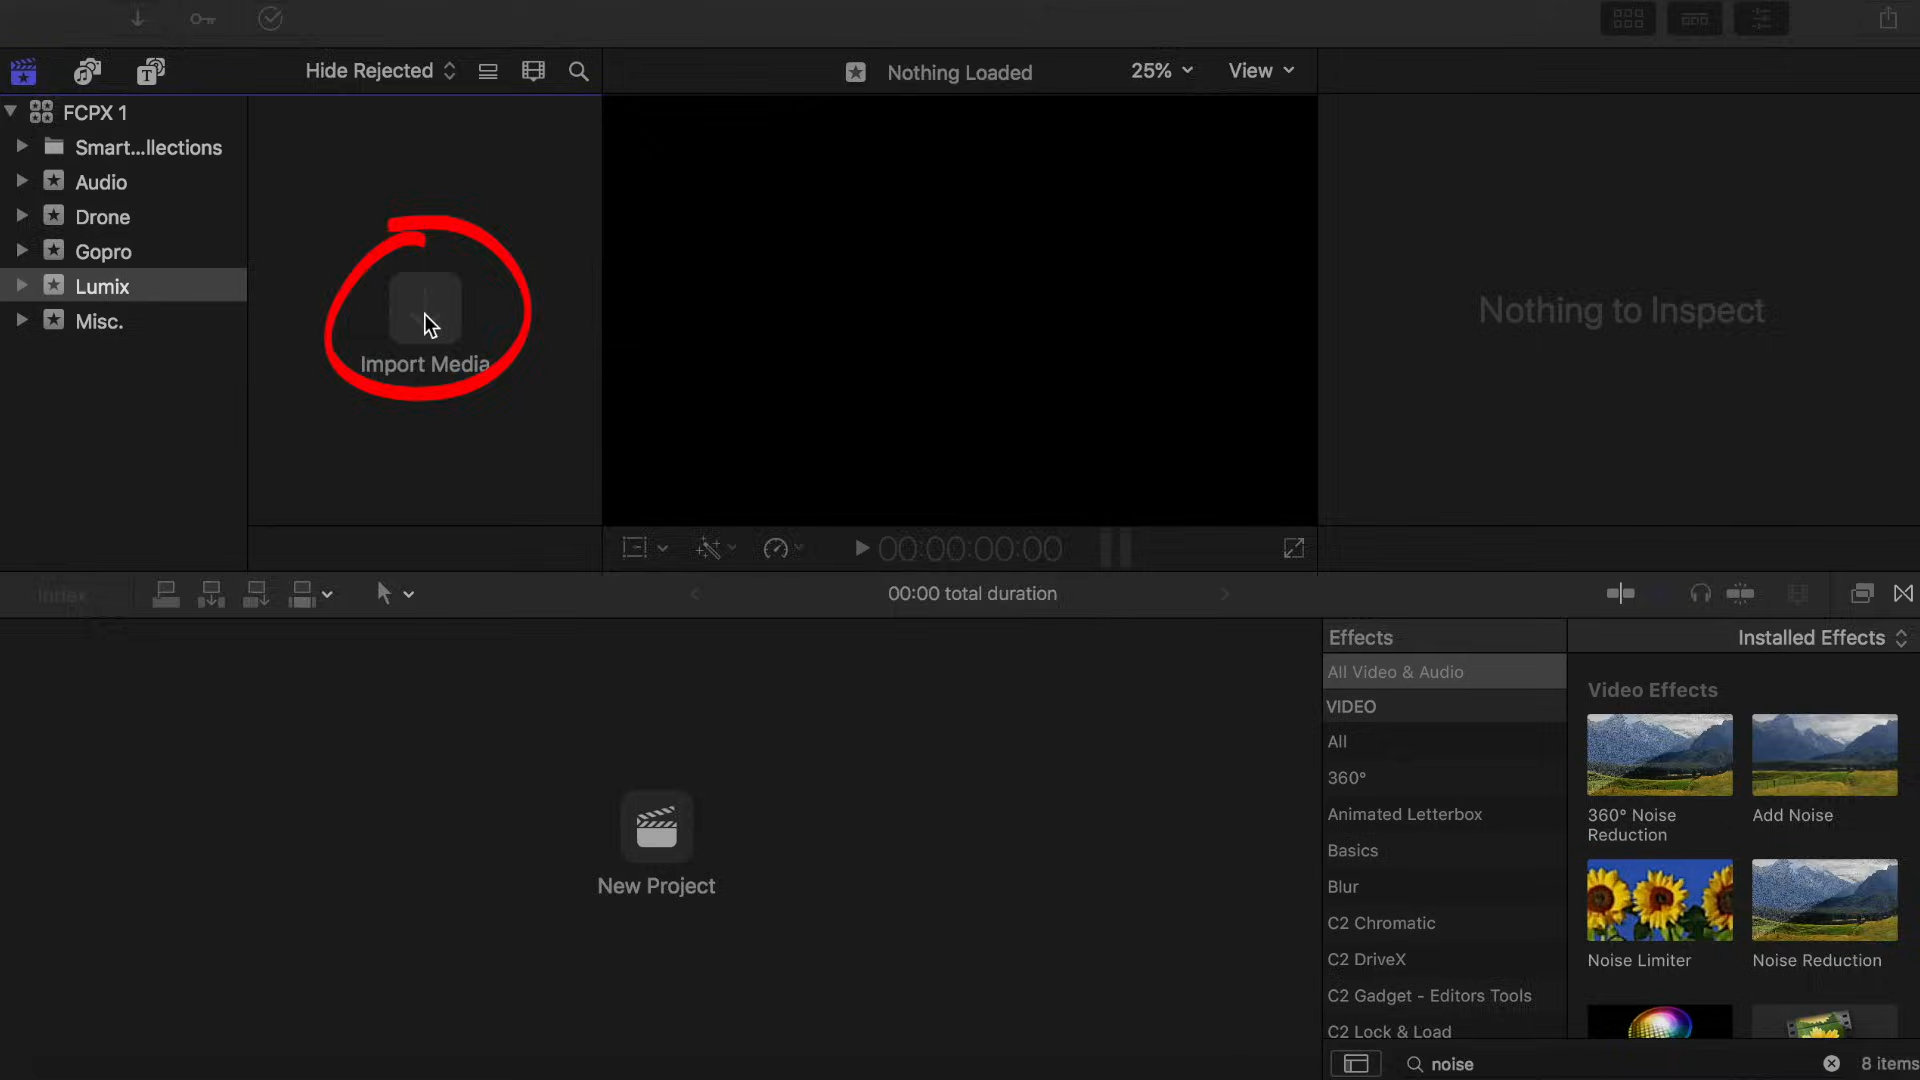 Hide Rejected
Nothing Loaded
25%
View
FCPX 1
Smart...llections
Audio
Drone
Gopro
Lumix
Misc.
Import Media
Nothing to Inspect
00:00:00:00
Index
00:00 total duration
Effects
Installed Effects
All Video & Audio
VIDEO
All
360°
Animated Letterbox
Basics
Blur
C2 Chromatic
C2 DriveX
C2 Gadget - Editors Tools
C2 Lock & Load
Video Effects
360° Noise
Reduction
Add Noise
Noise Limiter
Noise Reduction
New Project
noise
8 items